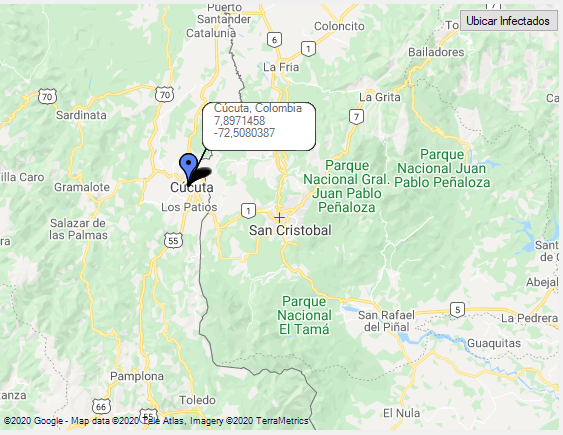 Puerto
Santander
Catalunia
Coloncito
Ubicar Infectados
6
1
Bailadores
La Fria
70
70
La Grita
Sardinata
Cúcuta, Colombia
7,8971458
-72,5080387
7
Parque
Nacional Gral.
Juan Pablo
Peñaloza
Parque
Nacional Juan
Pablo Peñaloza
illa Caro
Gramalote
Cúcuta
Los Patios
1
San Cristobal
Salazar de
las Palmas
55
Sant
de C
Abejal
Parque
Nacional
El Tamá
San Rafael
del Piñal
5
La Pedrera
Guaquitas
55
Pamplona
Toledo
66
El Nula
tanza
©2020 Google - Map data ©2020 Tele Atlas, Imagery ©2020 TerraMetrics